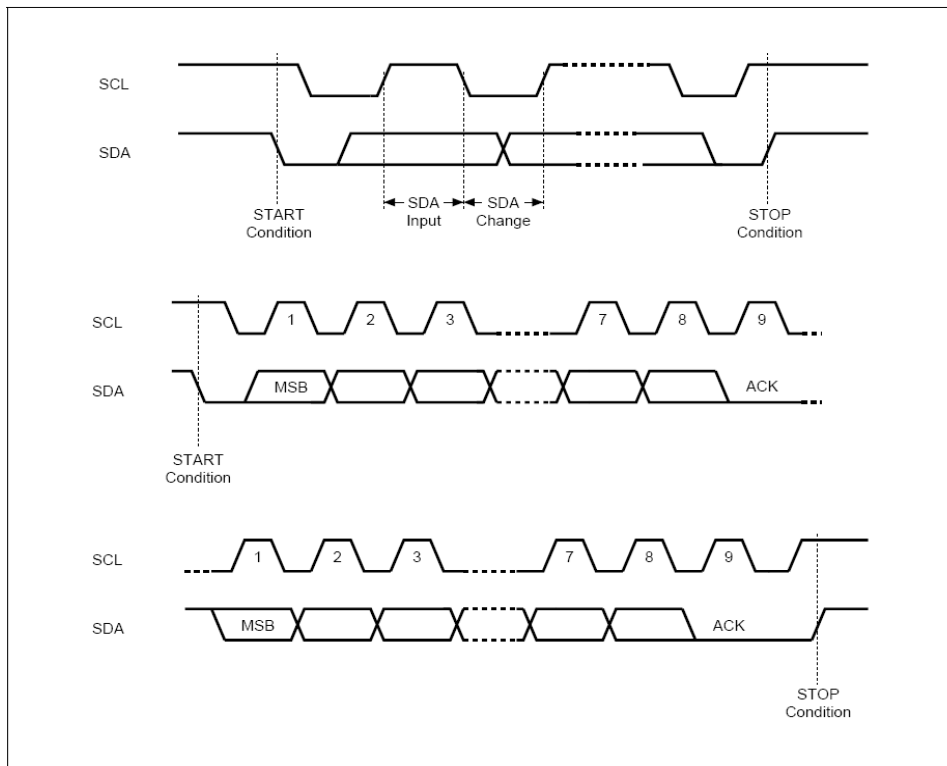 SCL
SDA
SDA
Input
SDA
Change
START
Condition
STOP
Condition
SCL
1 2 3 7 8 9
SDA
MSB ACK
START
Condition
SCL
1 2 3 7 8 9
SDA
MSB ACK
STOP
Condition